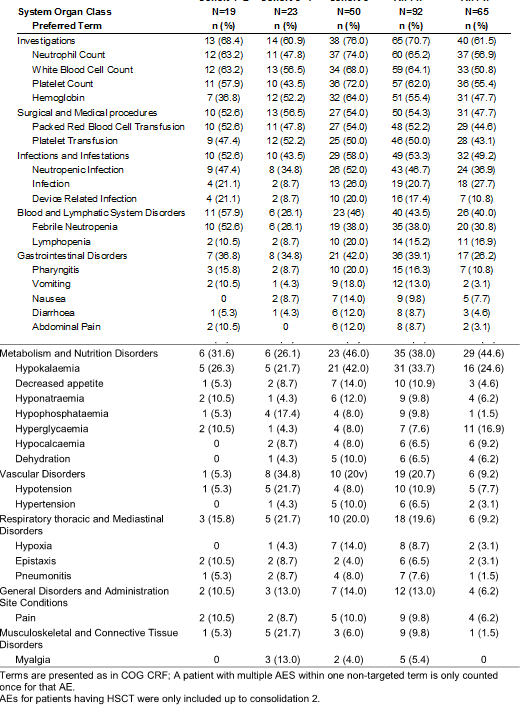 System Organ Class N=19 N=23 N=50 N=92 N=65
Preferred Term n (%) n (%) n (%) n (%) n (%)
Investigations 13 (68.4) 14 (60.9) 38 (76.0) 65 (70.7) 40 (61.5)
Neutrophil Count 12 (63.2) 11 (47.8) 37 (74.0) 60 (65.2) 37 (56.9)
White Blood Cell Count 12 (63.2) 13 (56.5) 34 (68.0) 59 (64.1) 33 (50.8)
Platelet Count 11 (57.9) 10 (43.5) 36 (72.0) 57 (62.0) 36 (55.4)
Hemoglobin 7 (36.8) 12 (52.2) 32 (64.0) 51 (55.4) 31 (47.7)
Surgical and Medical procedures 10 (52.6) 13 (56.5) 27 (54.0) 50 (54.3) 31 (47.7)
Packed Red Blood Cell Transfusion 10 (52.6) 11 (47.8) 27 (54.0) 48 (52.2) 29 (44.6)
Platelet Transfusion 9 (47.4) 12 (52.2) 25 (50.0) 46 (50.0) 28 (43.1)
Infections and Infestations 10 (52.6) 10 (43.5) 29 (58.0) 49 (53.3) 32 (49.2)
Neutropenic Infection 9 (47.4) 8 (34.8) 26 (52.0) 43 (46.7) 24 (36.9)
Infection 4 (21.1) 2 (8.7) 13 (26.0) 19 (20.7) 18 (27.7)
Device Related Infection 4 (21.1) 2 (8.7) 10 (20.0) 16 (17.4) 7 (10.8)
Blood and Lymphatic System Disorders 11 (57.9) 6 (26.1) 23 (46) 40 (43.5) 26 (40.0)
Febrile Neutropenia 10 (52.6) 6 (26.1) 19 (38.0) 35 (38.0) 20 (30.8)
Lymphopenia 2 (10.5) 2 (8.7) 10 (20.0) 14 (15.2) 11 (16.9)
Gastrointestinal Disorders 7 (36.8) 8 (34.8) 21 (42.0) 36 (39.1) 17 (26.2)
Pharyngitis 3 (15.8) 2 (8.7) 10 (20.0) 15 (16.3) 7 (10.8)
Vomiting 2 (10.5) 1 (4.3) 9 (18.0) 12 (13.0) 2 (3.1)
Nausea 0 2 (8.7) 7 (14.0) 9 (9.8) 5 (7.7)
Diarrhoea 1 (5.3) 1 (4.3) 6 (12.0) 8 (8.7) 3 (4.6)
Abdominal Pain 2 (10.5) 0 6 (12.0) 8 (8.7) 2 (3.1)
Metabolism and Nutrition Disorders 6 (31.6) 6 (26.1) 23 (46.0) 35 (38.0) 29 (44.6)
Hypokalaemia 5 (26.3) 5 (21.7) 21 (42.0) 31 (33.7) 16 (24.6)
Decreased appetite 1 (5.3) 2 (8.7) 7 (14.0) 10 (10.9) 3 (4.6)
Hyponatraemia 2 (10.5) 1 (4.3) 6 (12.0) 9 (9.8) 4 (6.2)
Hypophosphataemia 1 (5.3) 4 (17.4) 4 (8.0) 9 (9.8) 1 (1.5)
Hyperglycaemia 2 (10.5) 1 (4.3) 4 (8.0) 7 (7.6) 11 (16.9)
Hypocalcaemia 0 2 (8.7) 4 (8.0) 6 (6.5) 6 (9.2)
Dehydration 0 1 (4.3) 5 (10.0) 6 (6.5) 4 (6.2)
Vascular Disorders 1 (5.3) 8 (34.8) 10 (20v) 19 (20.7) 6 (9.2)
Hypotension 1 (5.3) 5 (21.7) 4 (8.0) 10 (10.9) 5 (7.7)
Hypertension 0 1 (4.3) 5 (10.0) 6 (6.5) 2 (3.1)
Respiratory thoracic and Mediastinal 3 (15.8) 5 (21.7) 10 (20.0) 18 (19.6) 6 (9.2)
Disorders
Hypoxia 0 1 (4.3) 7 (14.0) 8 (8.7) 2 (3.1)
Epistaxis 2 (10.5) 2 (8.7) 2 (4.0) 6 (6.5) 2 (3.1)
Pneumonitis 1 (5.3) 2 (8.7) 4 (8.0) 7 (7.6) 1 (1.5)
General Disorders and Administration 2 (10.5) 3 (13.0) 7 (14.0) 12 (13.0) 4 (6.2)
Site Conditions
Pain 2 (10.5) 2 (8.7) 5 (10.0) 9 (9.8) 4 (6.2)
Musculoskeletal and Connective Tissue 1 (5.3) 5 (21.7) 3 (6.0) 9 (9.8) 1 (1.5)
Disorders
Myalgia 0 3 (13.0) 2 (4.0) 5 (5.4) 0
Terms are presented as in COG CRF; A patient with multiple AES within one non-targeted term is only counted
once for that AE.
AEs for patients having HSCT were only included up to consolidation 2.